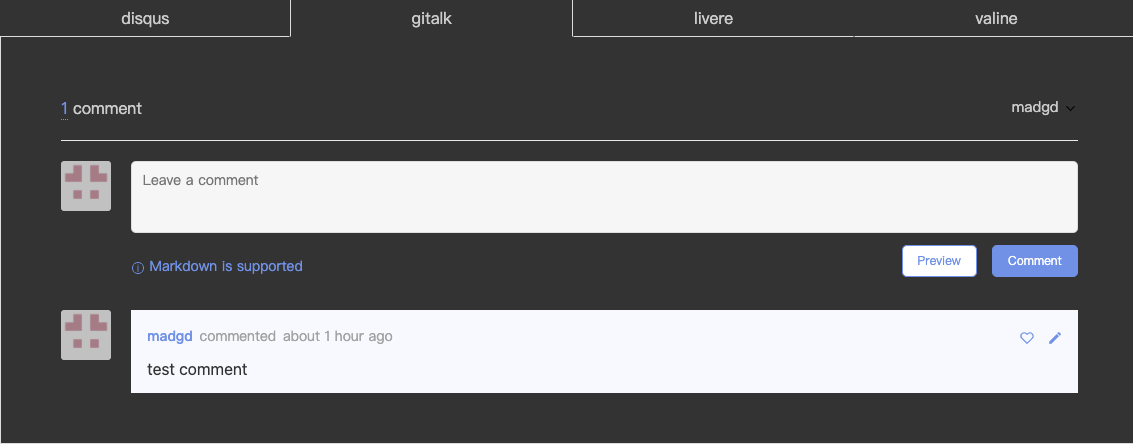 disqus gitalk livere valine
1 comment madgd
Leave a comment
Markdown is supported Preview Comment
madgd commented about 1 hour ago
test comment